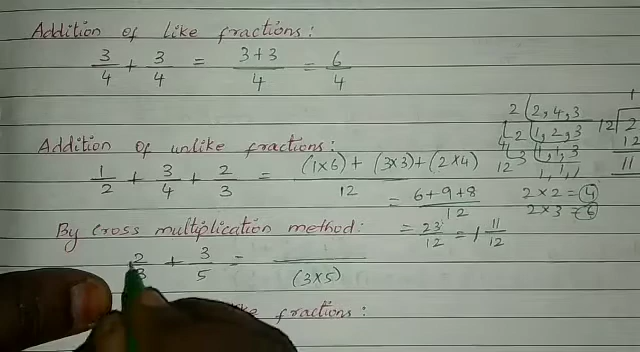 Addition of like fractions:
3/4 + 3/4 = 3+3/4 = 6/4
Addition of unlike fractions:
1/2 + 3/4 + 2/3 = (1×6) + (3×3) + (2×4)/12
= 6+9+8/12
= 23/12 = 1 11/12
2 | 2, 4, 3
2 | 1, 2, 3
3 | 1, 1, 3
1, 1, 1
12
2×2=4
2×3=6
By Cross multiplication method:
2/3 + 3/5 = /(3×5)
fractions: